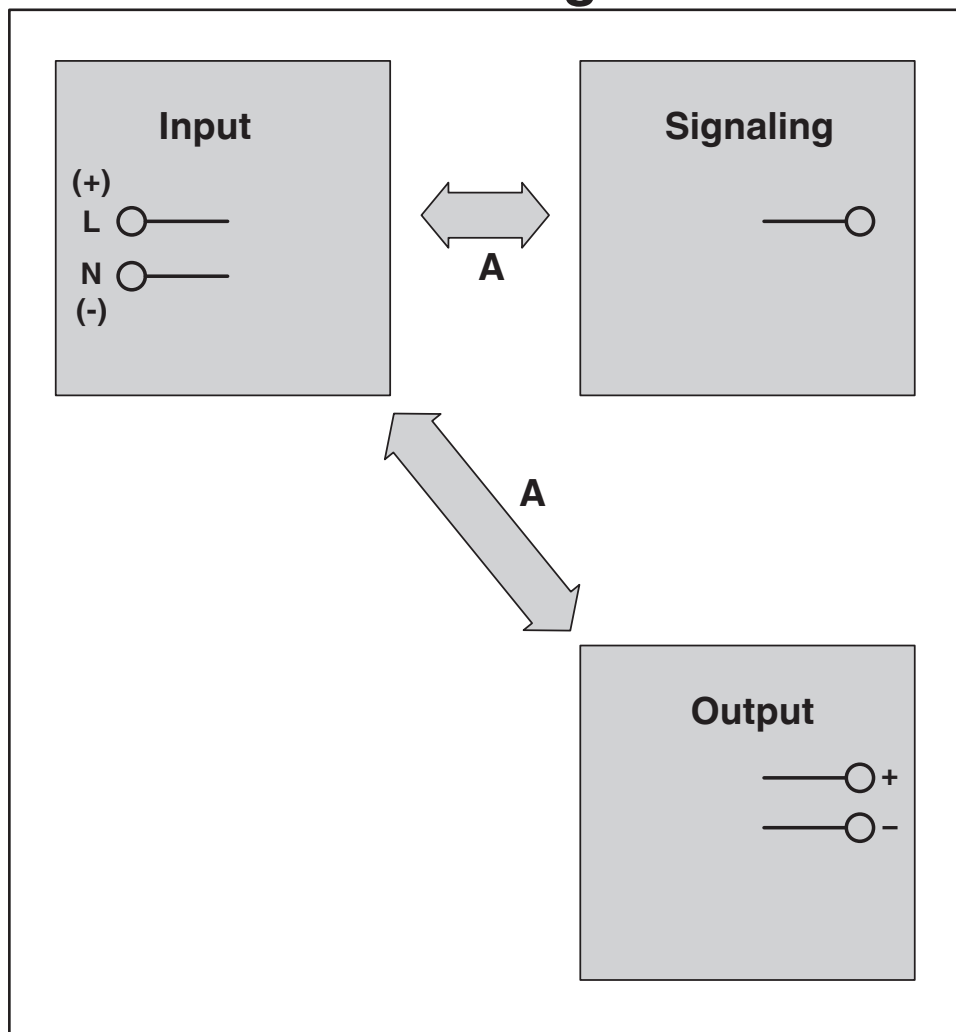 Input
(+)
L
N
(-)
A
Signaling
A
Output
+
–